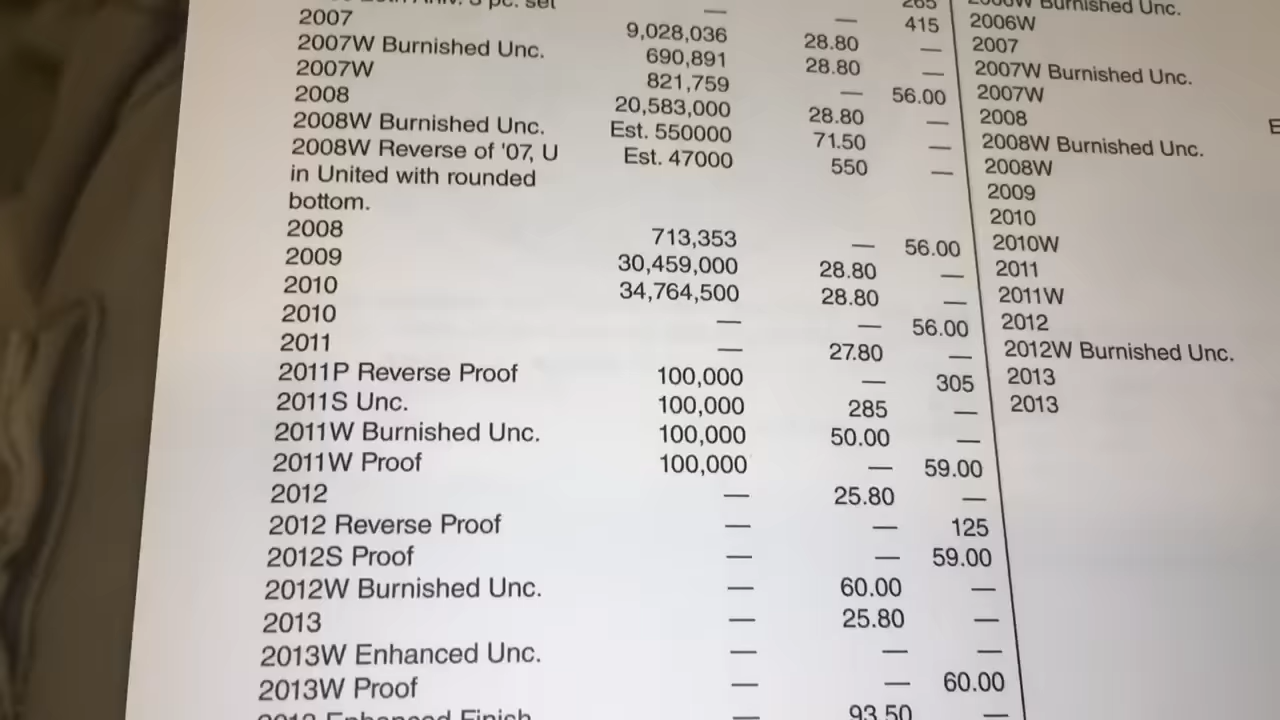 pc. set — — 415
2007 9,028,036 28.80 —
2007W Burnished Unc. 690,891 28.80 —
2007W 821,759 — 56.00
2008 20,583,000 28.80 —
2008W Burnished Unc. Est. 550000 71.50 —
2008W Reverse of '07, U Est. 47000 550 —
in United with rounded
bottom.
2008 713,353 — 56.00
2009 30,459,000 28.80 —
2010 34,764,500 28.80 —
2010 — — 56.00
2011 — 27.80 —
2011P Reverse Proof 100,000 — 305
2011S Unc. 100,000 285 —
2011W Burnished Unc. 100,000 50.00 —
2011W Proof 100,000 — 59.00
2012 — 25.80 —
2012 Reverse Proof — — 125
2012S Proof — — 59.00
2012W Burnished Unc. — 60.00 —
2013 — 25.80 —
2013W Enhanced Unc. — — —
2013W Proof — — 60.00
Enhanced Finish — 93.50 —
Burnished Unc.
2006W
2007
2007W Burnished Unc.
2007W
2008
2008W Burnished Unc.
2008W
2009
2010
2010W
2011
2011W
2012
2012W Burnished Unc.
2013
2013